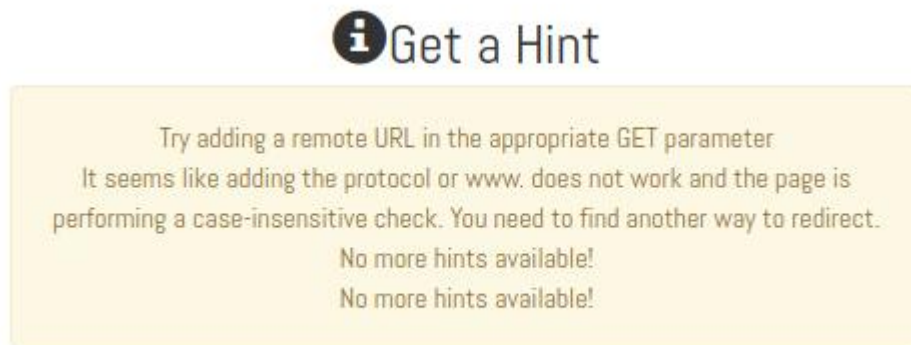 Get a Hint
Try adding a remote URL in the appropriate GET parameter
It seems like adding the protocol or www. does not work and the page is
performing a case-insensitive check. You need to find another way to redirect.
No more hints available!
No more hints available!